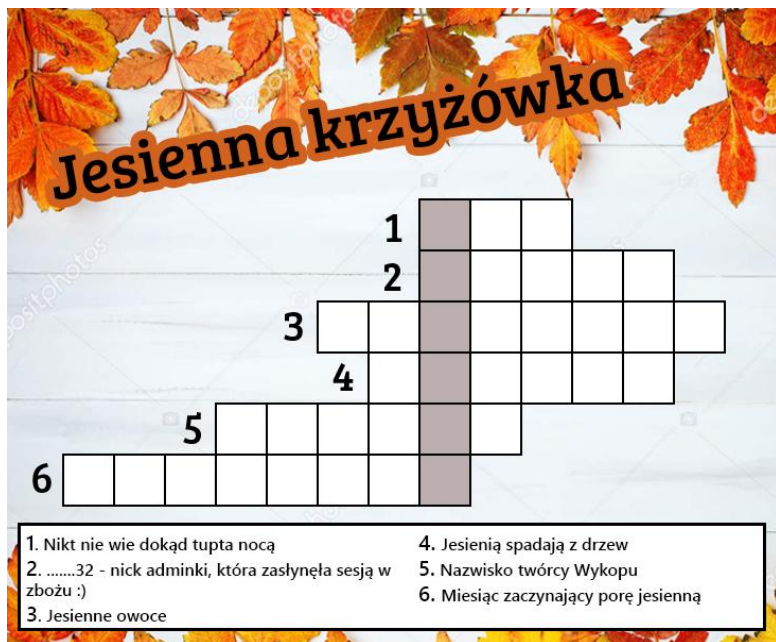 Jesienna krzyżówka
1
2
3
4
5
6
1. Nikt nie wie dokąd tupta nocą
2. .......32 - nick adminki, która zasłynęła sesją w
zbożu :)
3. Jesienne owoce
4. Jesienią spadają z drzew
5. Nazwisko twórcy Wykopu
6. Miesiąc zaczynający porę jesienną
depositphotos